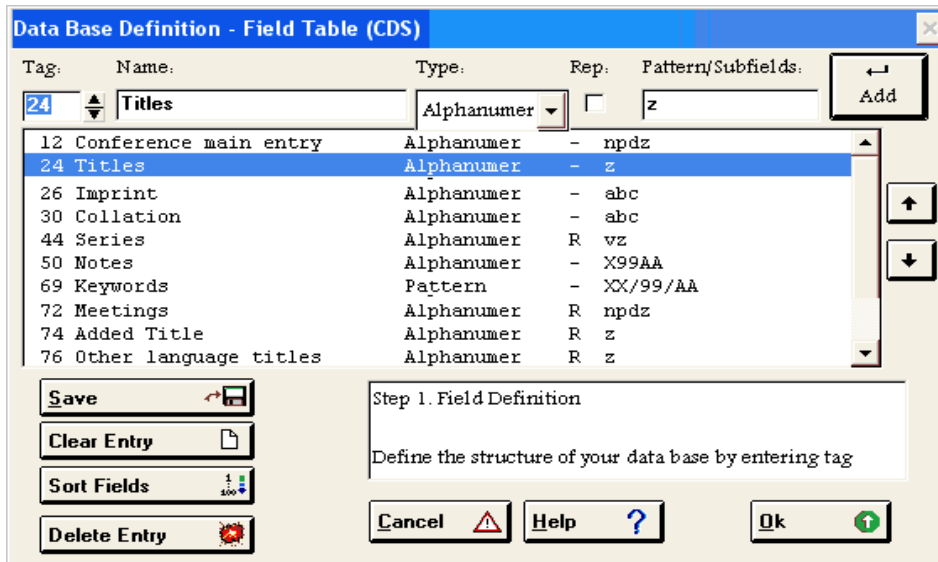 Data Base Definition - Field Table (CDS)
Tag: Name: Type: Rep: Pattern/Subfields:
24 Titles Alphanumer z Add
12 Conference main entry Alphanumer - npdz
24 Titles Alphanumer - z
26 Imprint Alphanumer - abc
30 Collation Alphanumer - abc
44 Series Alphanumer R vz
50 Notes Alphanumer - X99AA
69 Keywords Pattern - XX/99/AA
72 Meetings Alphanumer R npdz
74 Added Title Alphanumer R z
76 Other language titles Alphanumer R z
Save
Clear Entry
Sort Fields
Delete Entry
Step 1. Field Definition
Define the structure of your data base by entering tag
Cancel Help ? Ok